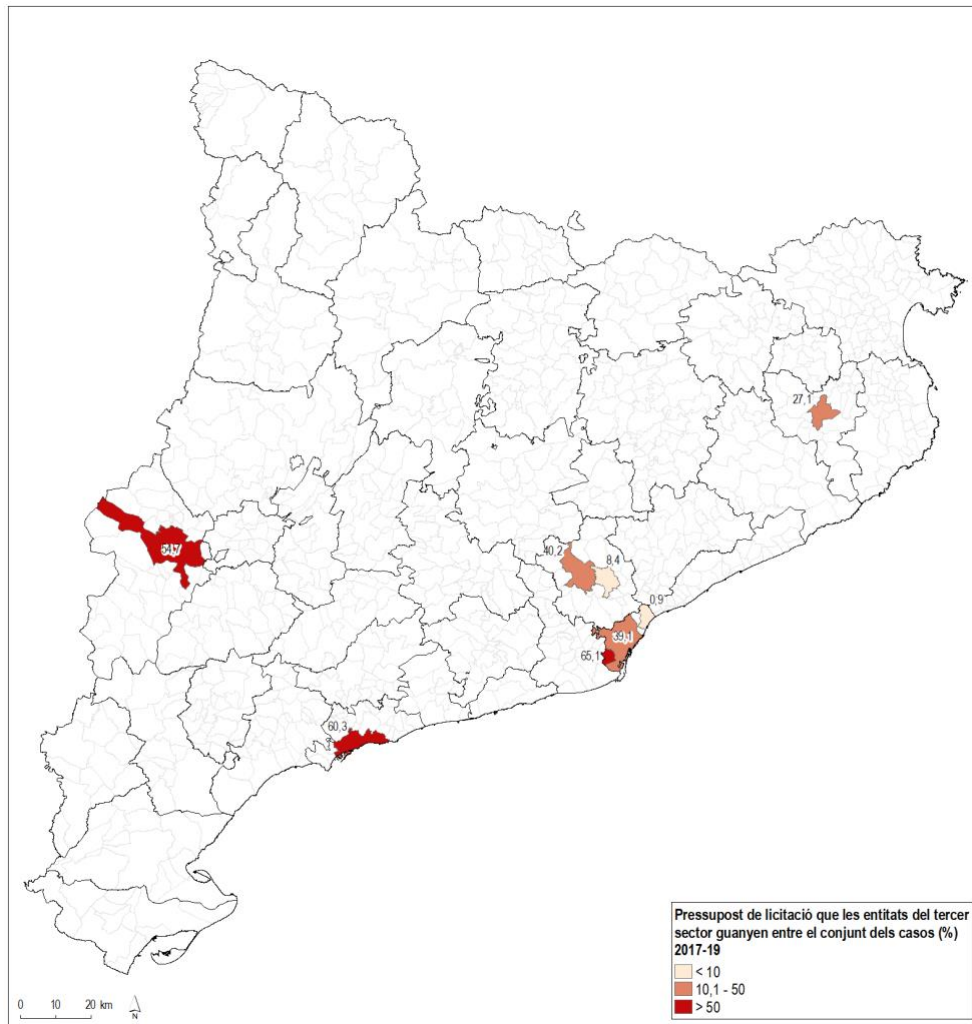 27,1
54,7
40,2
8,4
0,9
39,1
65,1
60,3
Pressupost de licitació que les entitats del tercer
sector guanyen entre el conjunt dels casos (%)
2017-19
< 10
10,1 - 50
> 50
0 10 20 km
N